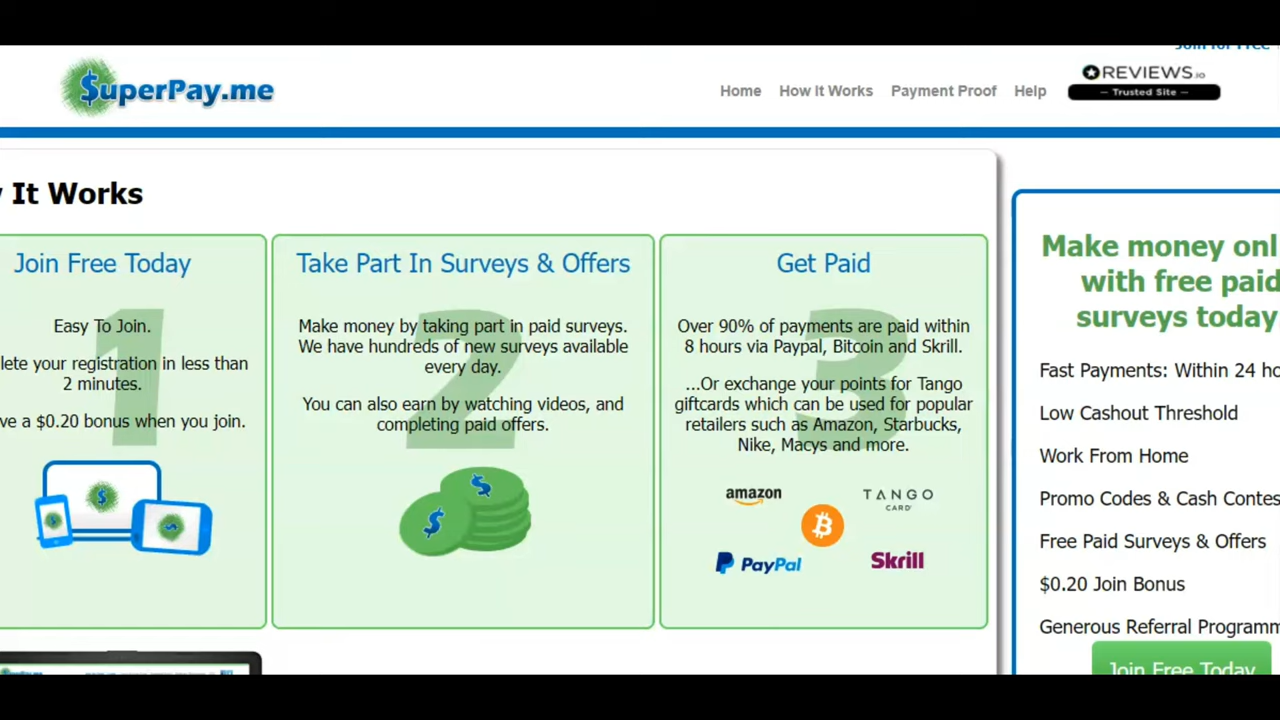 Join for Free
$uperPay.me
Home How It Works Payment Proof Help
REVIEWS.io
— Trusted Site —
It Works
Join Free Today
Easy To Join.
lete your registration in less than
2 minutes.
ve a $0.20 bonus when you join.
1
Take Part In Surveys & Offers
Make money by taking part in paid surveys.
We have hundreds of new surveys available
every day.
You can also earn by watching videos, and
completing paid offers.
2
Get Paid
Over 90% of payments are paid within
8 hours via Paypal, Bitcoin and Skrill.
...Or exchange your points for Tango
giftcards which can be used for popular
retailers such as Amazon, Starbucks,
Nike, Macys and more.
3
amazon
TANGO
CARD
PayPal
Skrill
Make money onl
with free paid
surveys today
Fast Payments: Within 24 ho
Low Cashout Threshold
Work From Home
Promo Codes & Cash Contes
Free Paid Surveys & Offers
$0.20 Join Bonus
Generous Referral Programm
Join Free Today